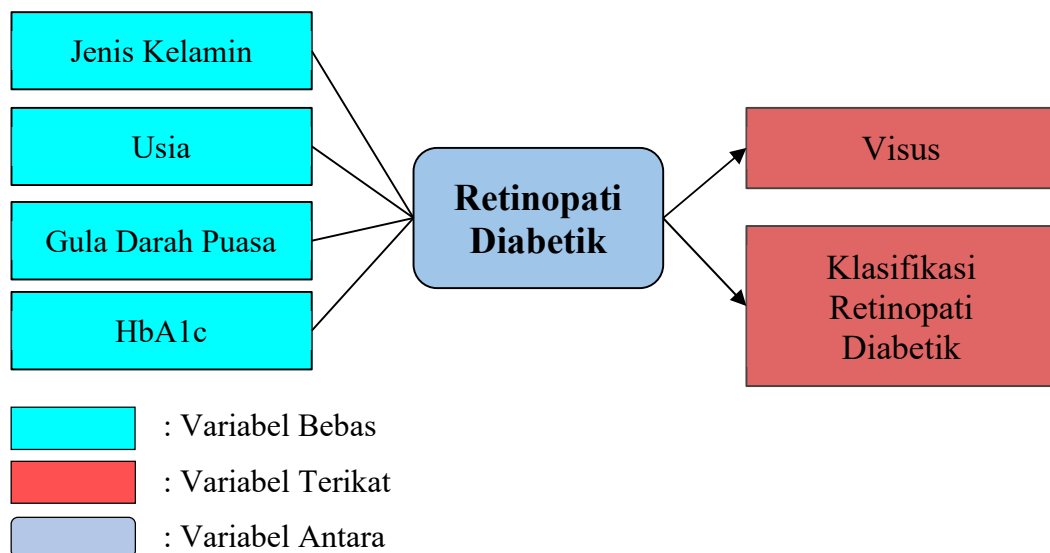 Jenis Kelamin
Usia
Gula Darah Puasa
HbA1c
Retinopati
Diabetik
Visus
Klasifikasi
Retinopati
Diabetik
: Variabel Bebas
: Variabel Terikat
: Variabel Antara